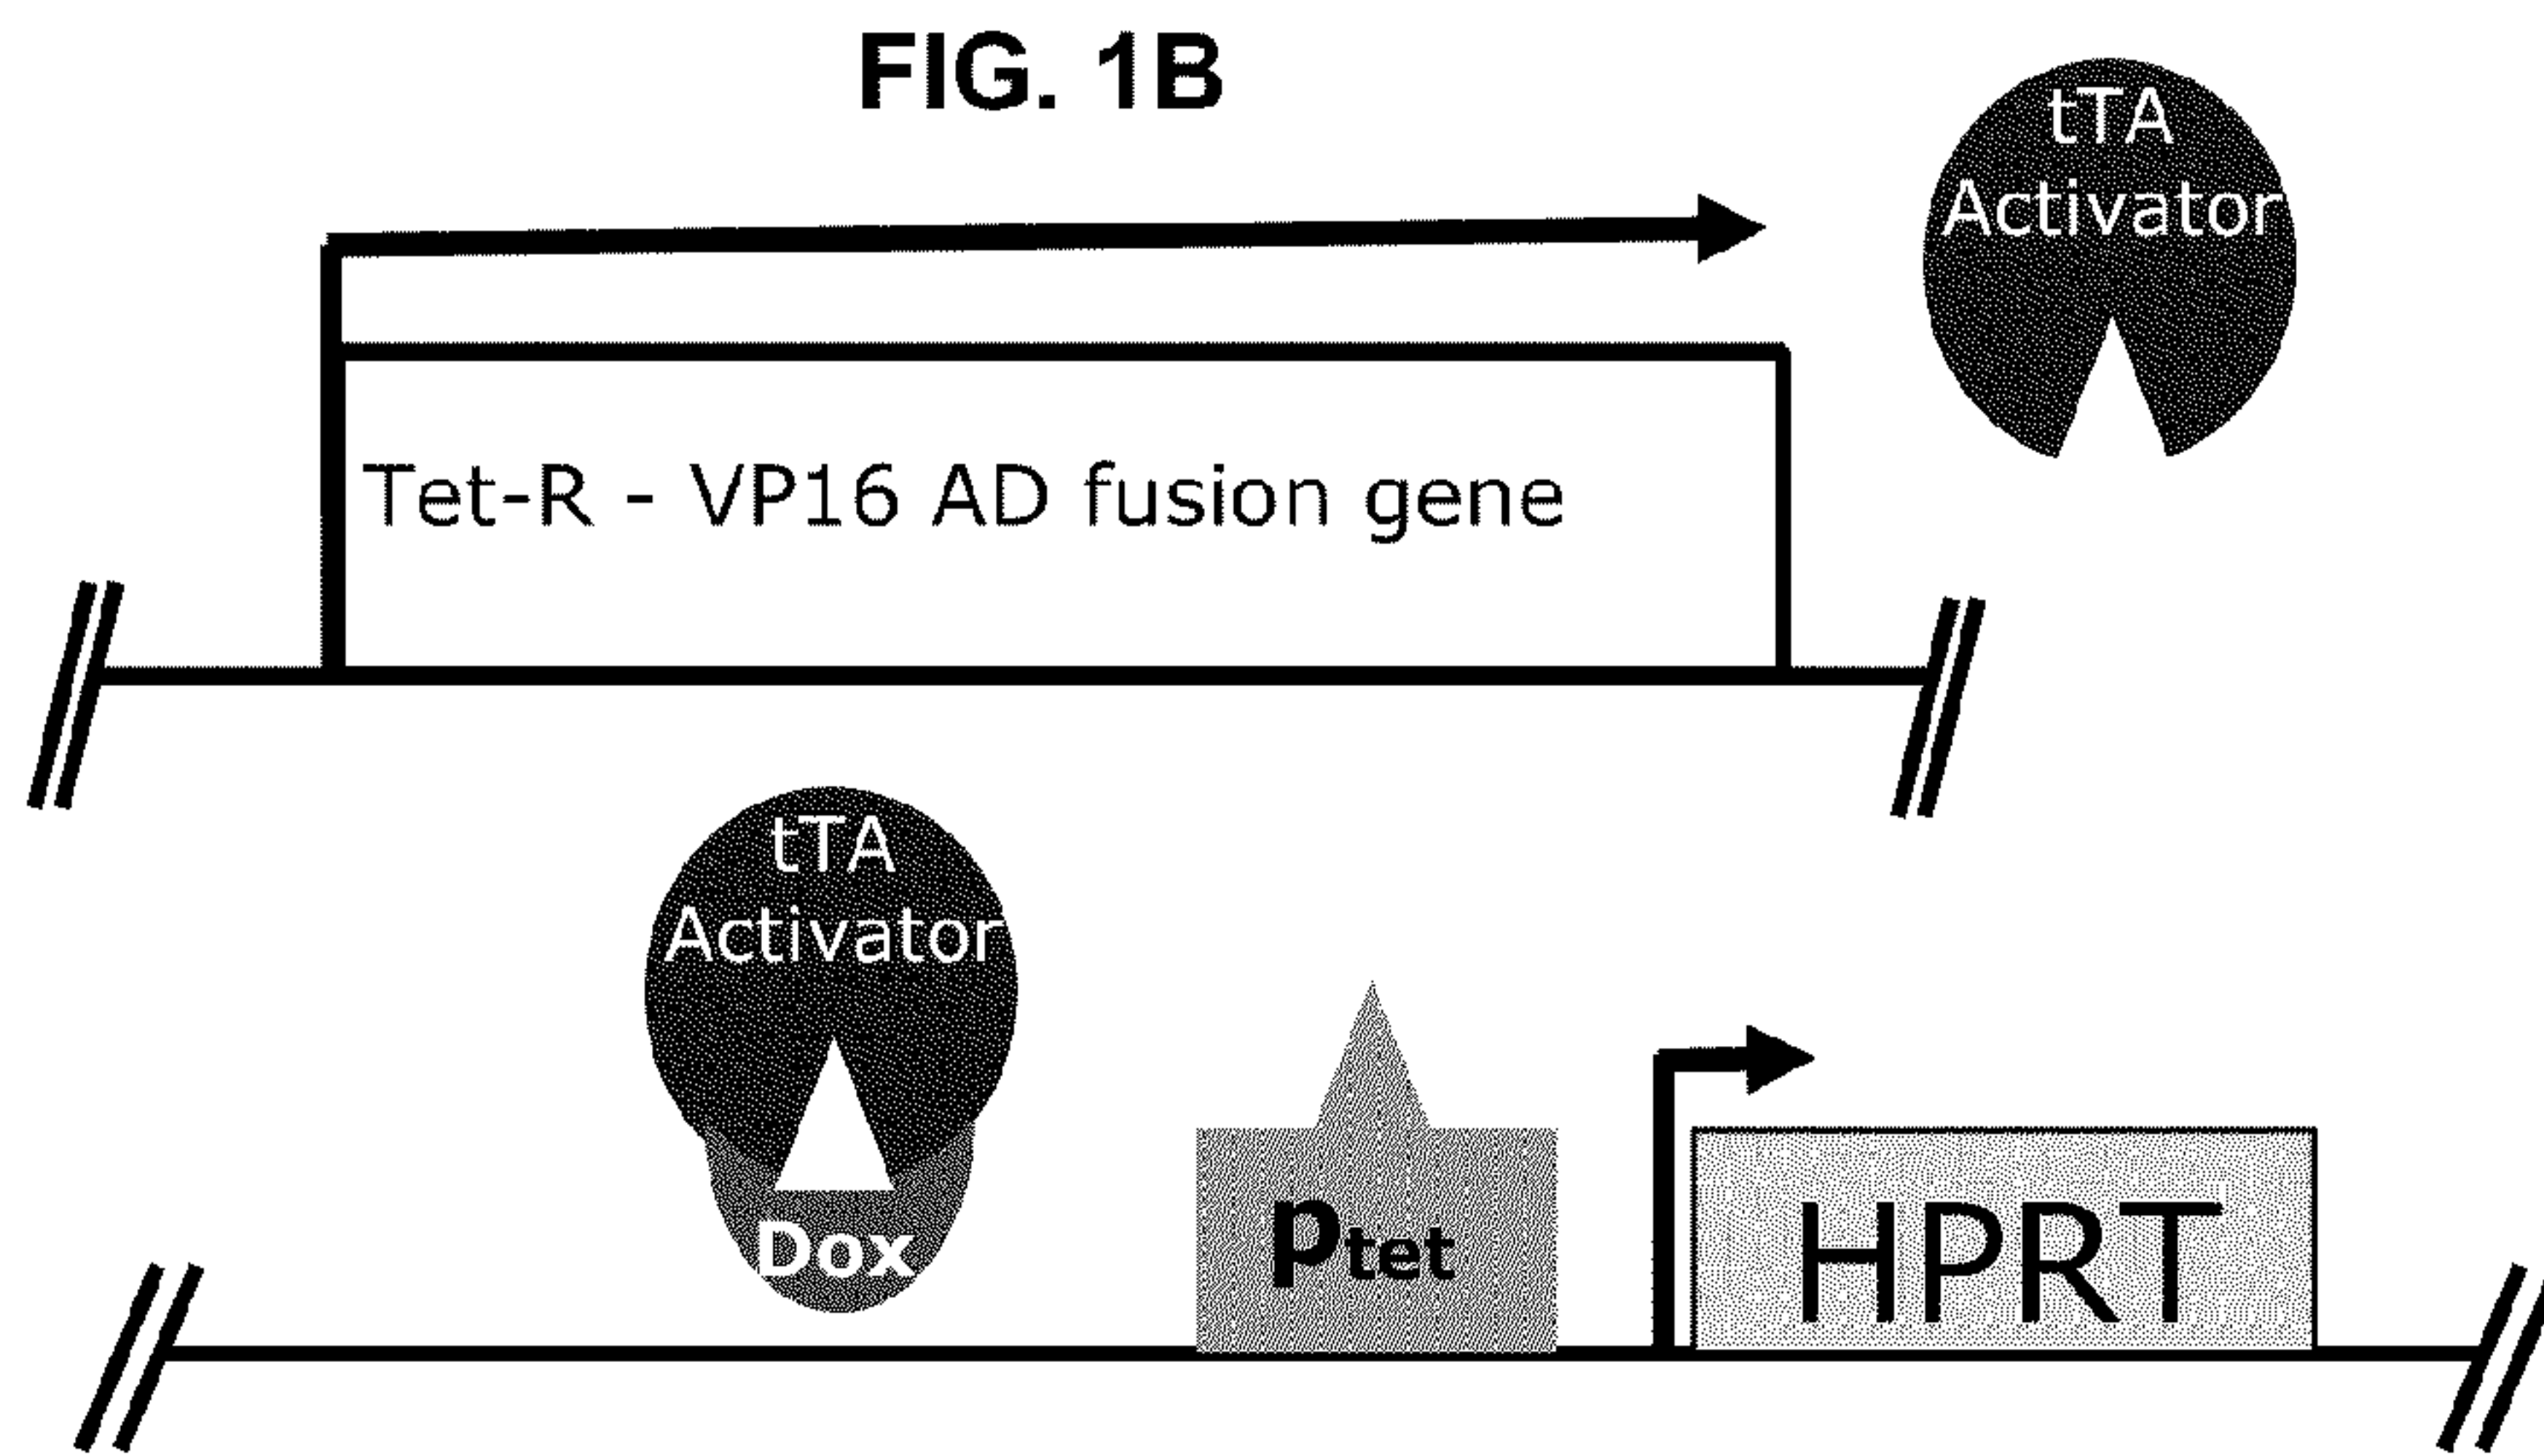 FIG. 1B
tTA
Activator
Tet-R - VP16 AD fusion gene
tTA
Activator
Dox
ptet
HPRT